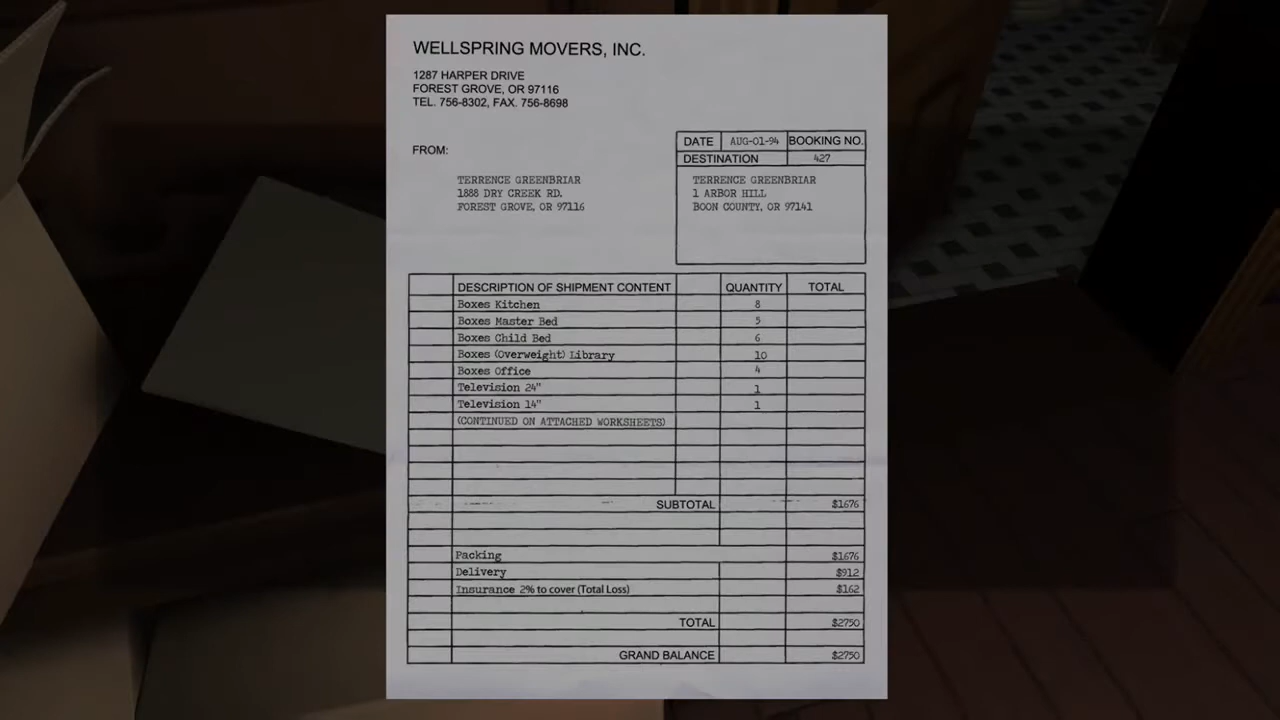 WELLSPRING MOVERS, INC.
1287 HARPER DRIVE
FOREST GROVE, OR 97116
TEL. 756-8302, FAX. 756-8698
DATE AUG-01-94 BOOKING NO.
DESTINATION 427
FROM:
TERRENCE GREENBRIAR
1888 DRY CREEK RD.
FOREST GROVE, OR 97116
TERRENCE GREENBRIAR
1 ARBOR HILL
BOON COUNTY, OR 97141
DESCRIPTION OF SHIPMENT CONTENT QUANTITY TOTAL
Boxes Kitchen 8
Boxes Master Bed 5
Boxes Child Bed 6
Boxes (Overweight) Library 10
Boxes Office 4
Television 24" 1
Television 14" 1
(CONTINUED ON ATTACHED WORKSHEETS)
SUBTOTAL $1676
Packing $1676
Delivery $912
Insurance 2% to cover (Total Loss) $162
TOTAL $2750
GRAND BALANCE $2750